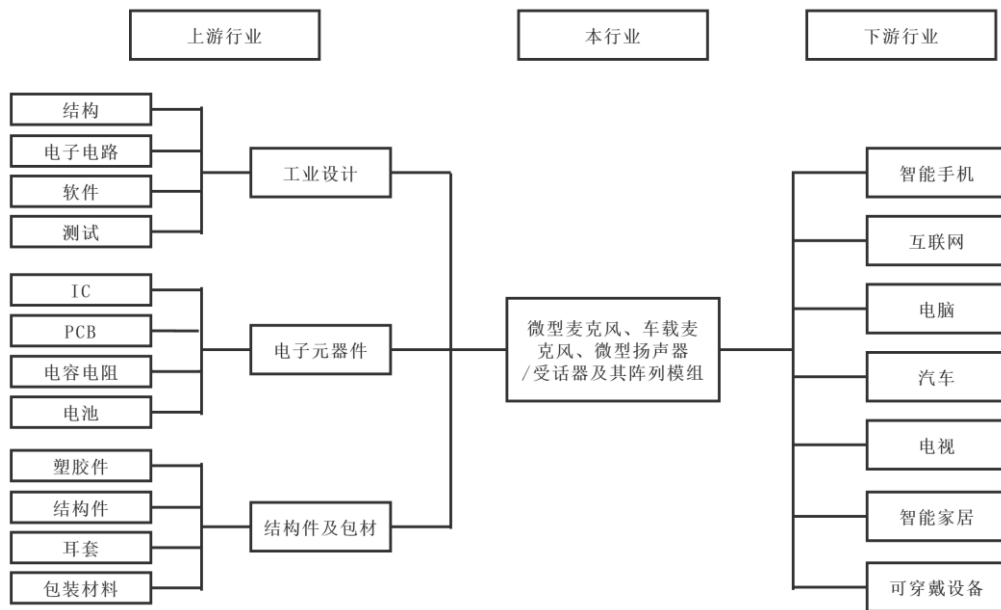 上游行业
本行业
下游行业
结构
电子电路
软件
测试
工业设计
IC
PCB
电容电阻
电池
电子元器件
塑胶件
结构件
耳套
包装材料
结构件及包材
微型麦克风、车载麦
克风、微型扬声器
/受话器及其阵列模组
智能手机
互联网
电脑
汽车
电视
智能家居
可穿戴设备